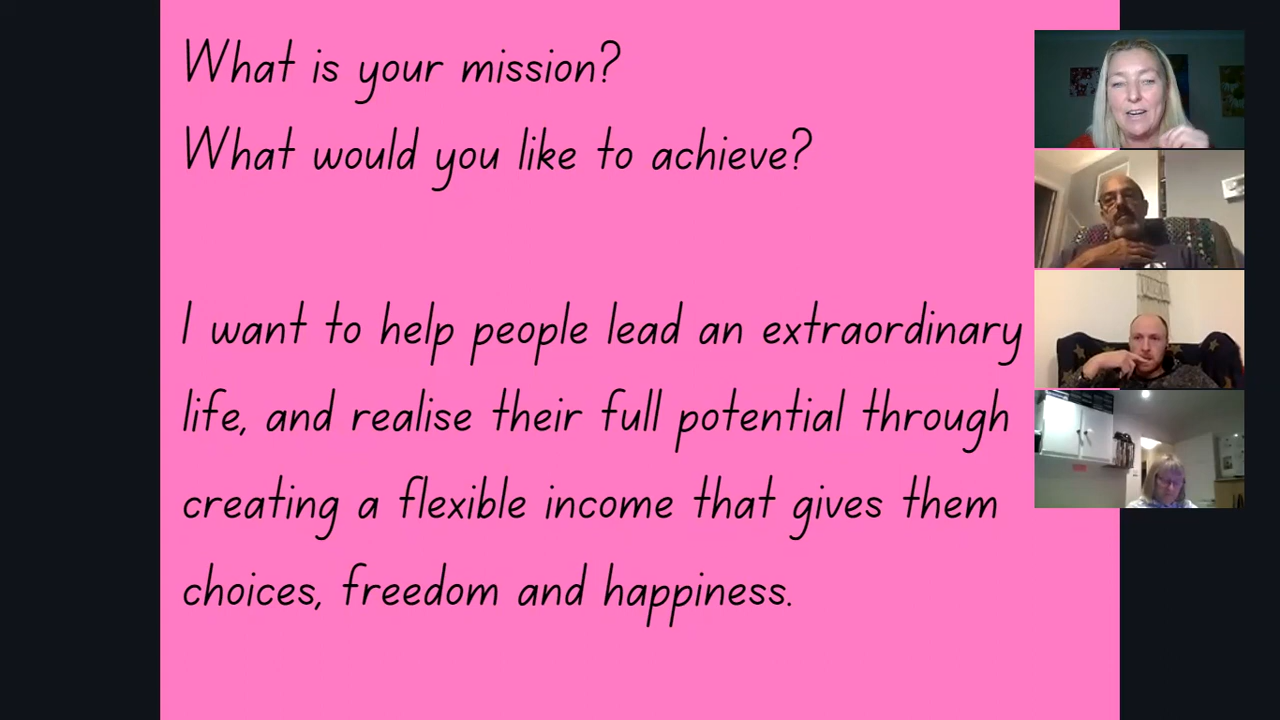 What is your mission?
What would you like to achieve?
I want to help people lead an extraordinary
life, and realise their full potential through
creating a flexible income that gives them
choices, freedom and happiness.